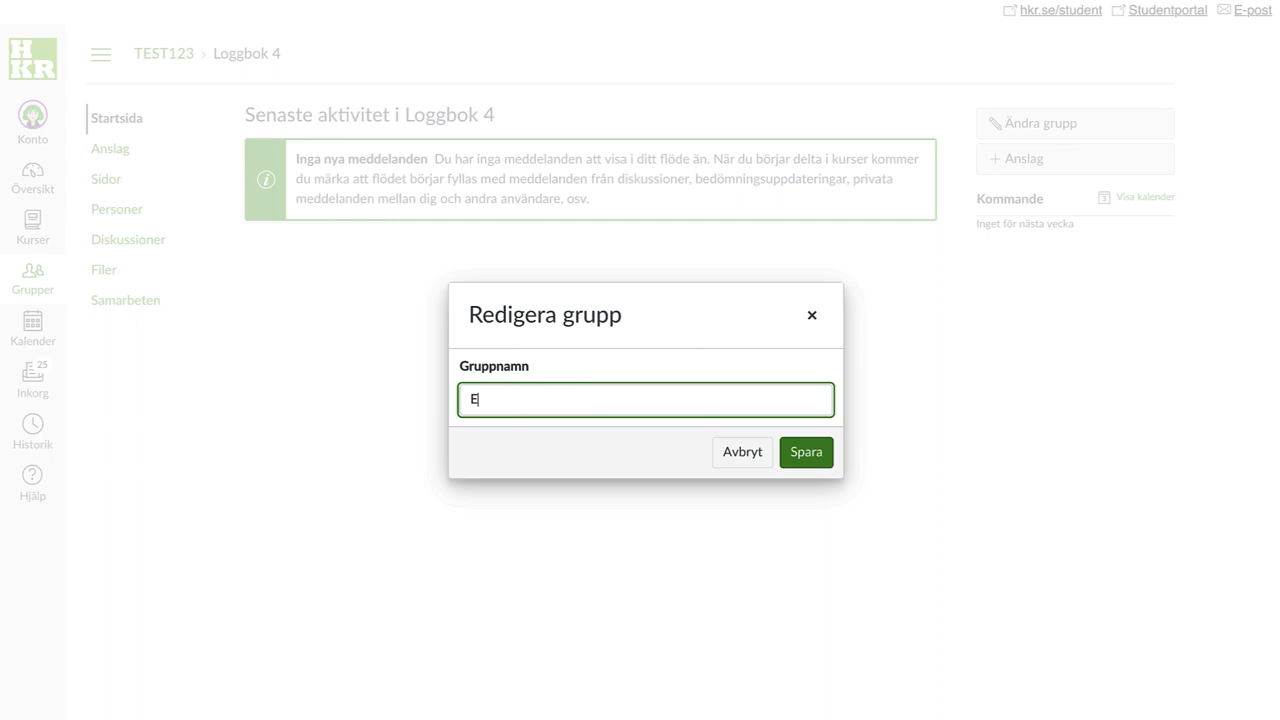 hkr.se/student Studentportal E-post
HKR
TEST123 › Loggbok 4
Konto
Översikt
Kurser
Grupper
Kalender
25
Inkorg
Historik
Hjälp
Startsida
Anslag
Sidor
Personer
Diskussioner
Filer
Samarbeten
Senaste aktivitet i Loggbok 4
Inga nya meddelanden Du har inga meddelanden att visa i ditt flöde än. När du börjar delta i kurser kommer
du märka att flödet börjar fyllas med meddelanden från diskussioner, bedömningsuppdateringar, privata
meddelanden mellan dig och andra användare, osv.
Ändra grupp
+ Anslag
Kommande 3 Visa kalender
Inget för nästa vecka
Redigera grupp ×
Gruppnamn
E
Avbryt Spara